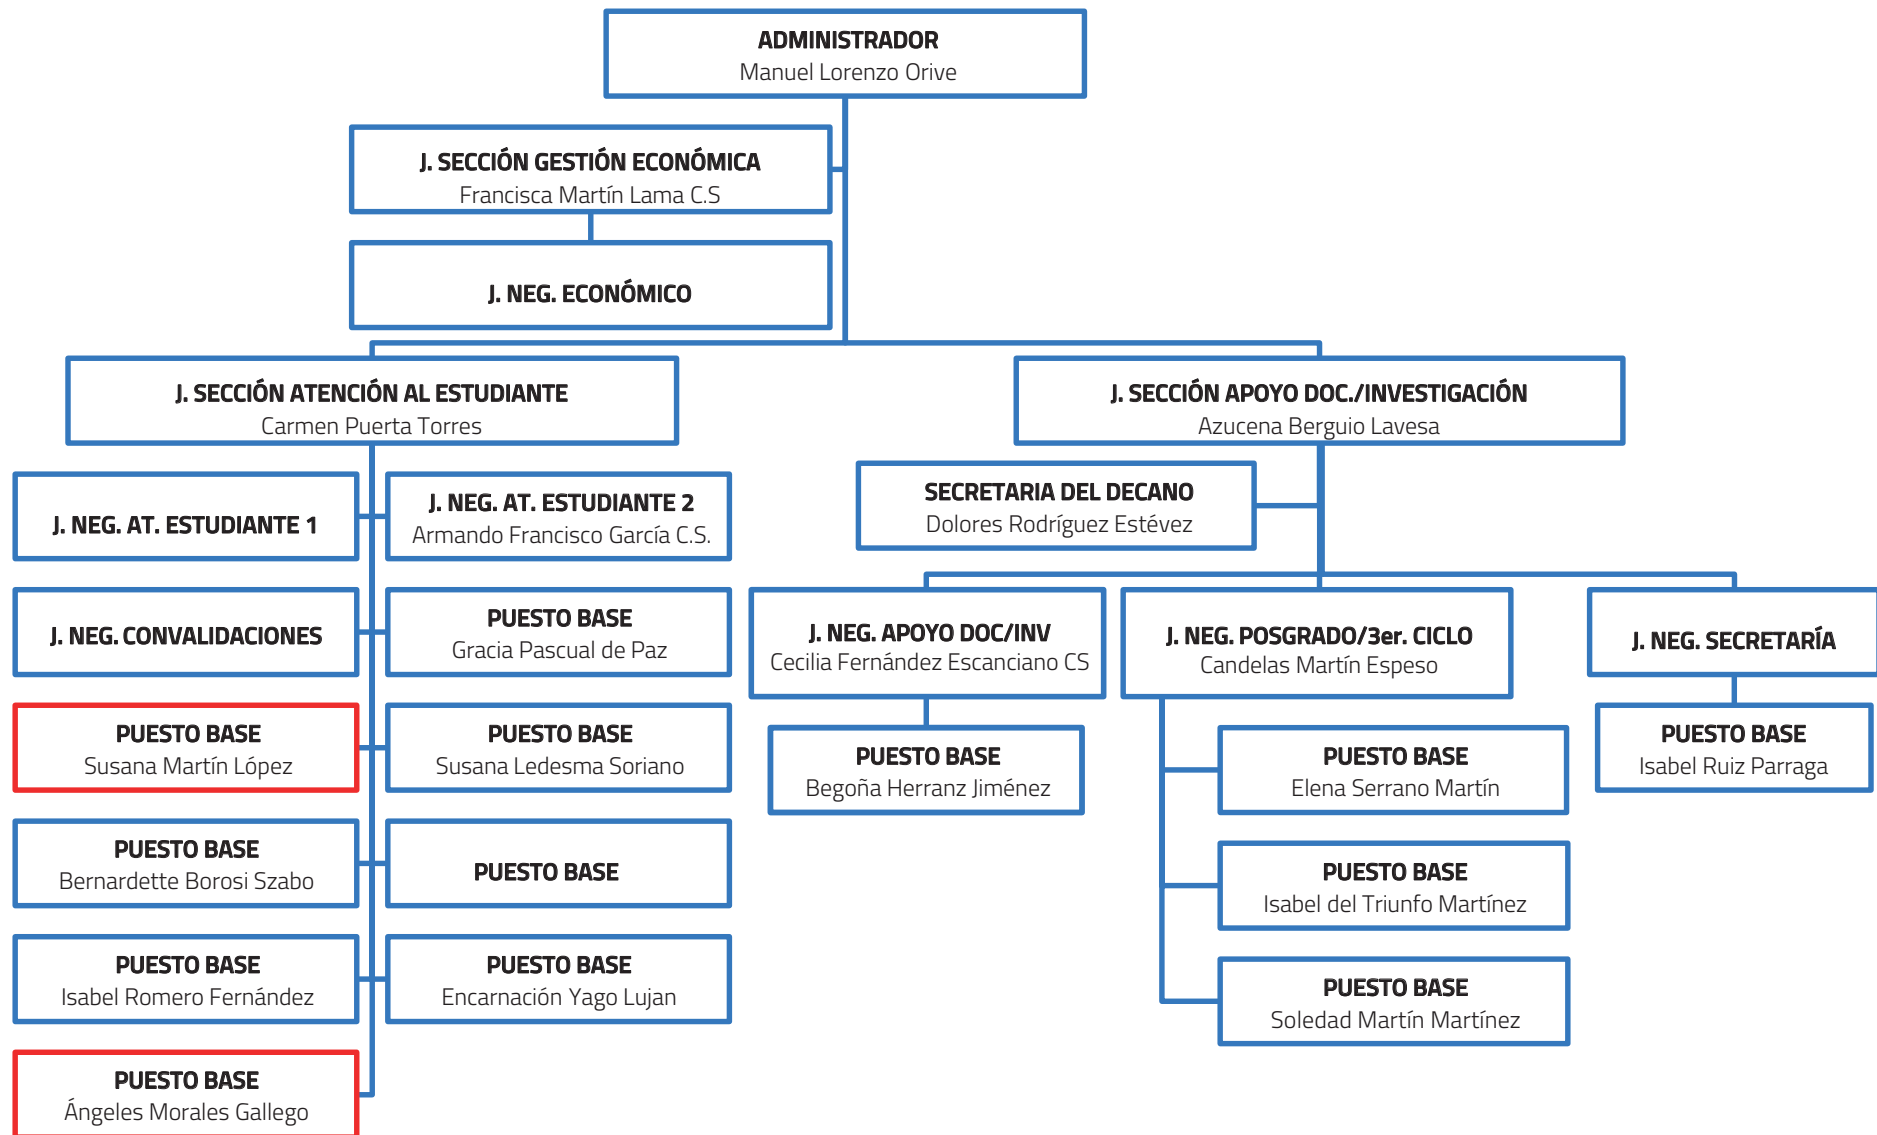 ADMINISTRADOR
Manuel Lorenzo Orive
J. SECCIÓN GESTIÓN ECONÓMICA
Francisca Martín Lama C.S
J. NEG. ECONÓMICO
J. SECCIÓN ATENCIÓN AL ESTUDIANTE
Carmen Puerta Torres
J. NEG. AT. ESTUDIANTE 1
J. NEG. AT. ESTUDIANTE 2
Armando Francisco García C.S.
J. NEG. CONVALIDACIONES
PUESTO BASE
Gracia Pascual de Paz
PUESTO BASE
Susana Martín López
PUESTO BASE
Susana Ledesma Soriano
PUESTO BASE
Bernardette Borosi Szabo
PUESTO BASE
PUESTO BASE
Isabel Romero Fernández
PUESTO BASE
Encarnación Yago Lujan
PUESTO BASE
Ángeles Morales Gallego
J. SECCIÓN APOYO DOC./INVESTIGACIÓN
Azucena Berguio Lavesa
SECRETARIA DEL DECANO
Dolores Rodríguez Estévez
J. NEG. APOYO DOC/INV
Cecilia Fernández Escanciano CS
PUESTO BASE
Begoña Herranz Jiménez
J. NEG. POSGRADO/3er. CICLO
Candelas Martín Espeso
PUESTO BASE
Elena Serrano Martín
PUESTO BASE
Isabel del Triunfo Martínez
PUESTO BASE
Soledad Martín Martínez
J. NEG. SECRETARÍA
PUESTO BASE
Isabel Ruiz Parraga